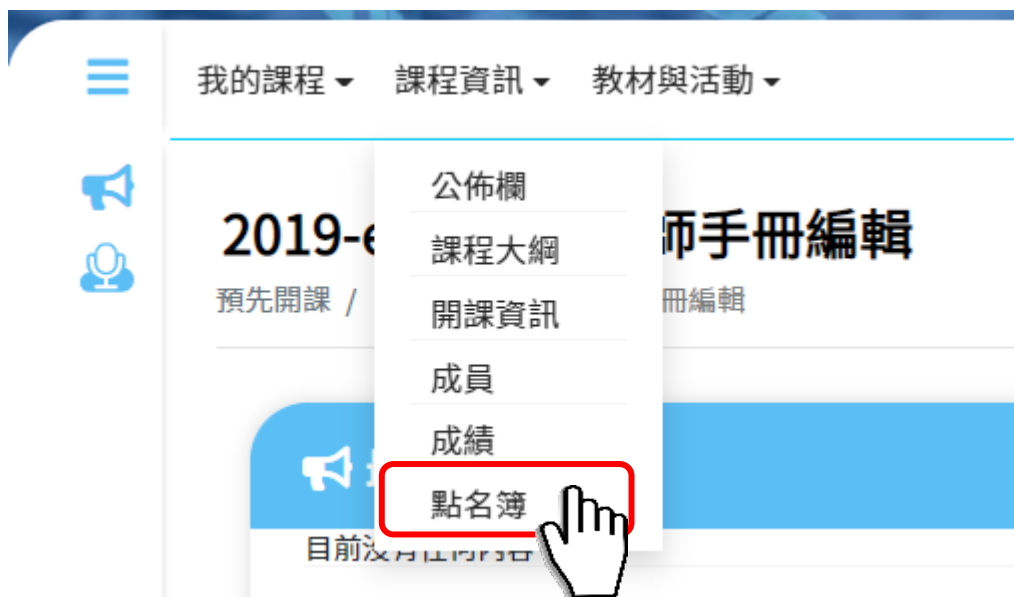 我的課程 課程資訊 教材與活動
公佈欄
2019-e 師手冊編輯
課程大綱
預先開課 / 冊編輯
開課資訊
成員
成績
點名簿
目前沒有任何內容